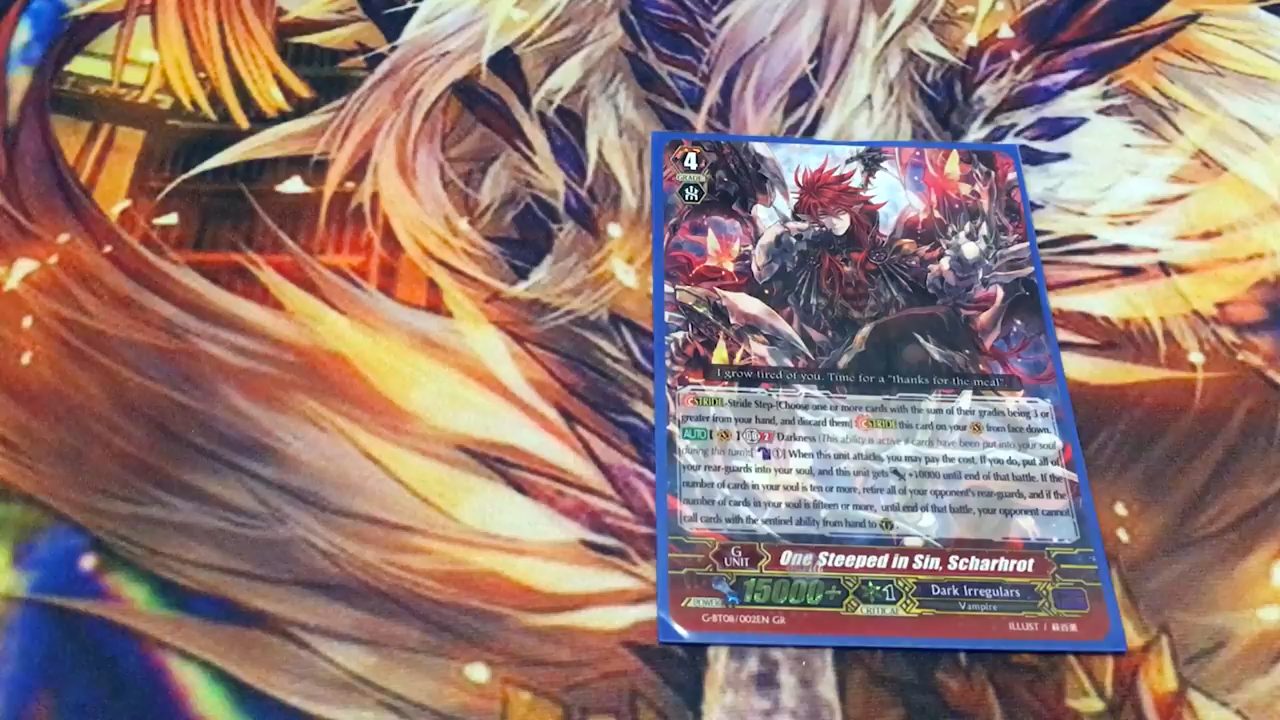 4
GRADE
I grow tired of you. Time for a "thanks for the meal".
STRIDE-Stride Step-[Choose one or more cards with the sum of their grades being 3 or
greater from your hand, and discard them] STRIDE this card on your Ⓥ from face down.
AUTO [Ⓥ] GB 2 Darkness (This ability is active if cards have been put into your soul
during this turn):[①] When this unit attacks, you may pay the cost. If you do, put all of
your rear-guards into your soul, and this unit gets +10000 until end of that battle. If the
number of cards in your soul is ten or more, retire all of your opponent's rear-guards, and if the
number of cards in your soul is fifteen or more, until end of that battle, your opponent cannot
call cards with the sentinel ability from hand to Ⓖ.
G UNIT
One Steeped in Sin, Scharhrot
POWER 15000+
1 CRITICAL
Dark Irregulars
Vampire
G-BT08/002EN GR
ILLUST /